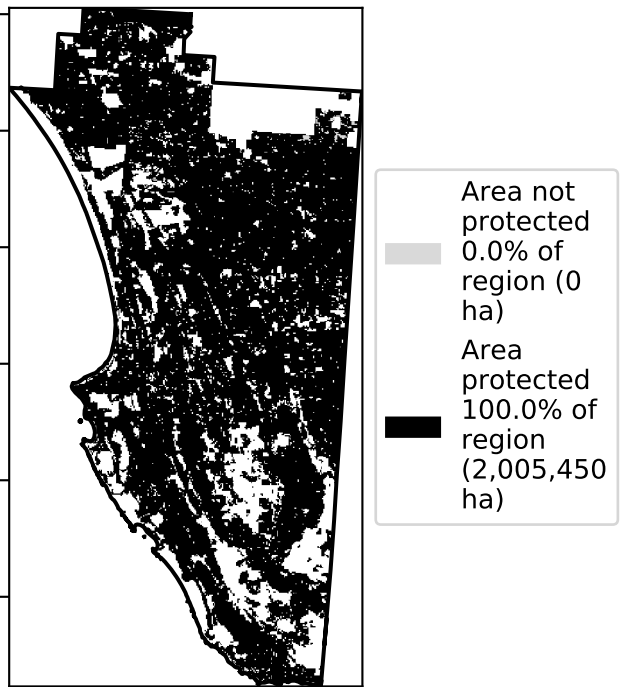 Area not
protected
0.0% of
region (0
ha)
Area
protected
100.0% of
region
(2,005,450
ha)